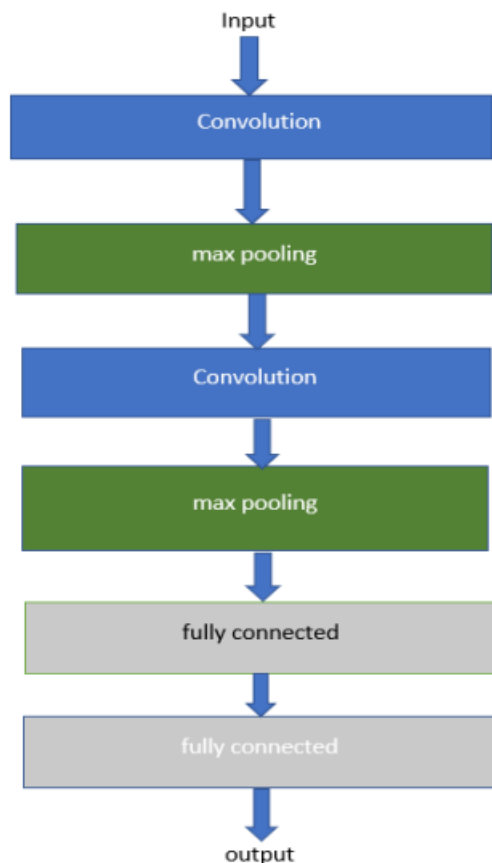 Input
Convolution
max pooling
Convolution
max pooling
fully connected
fully connected
output